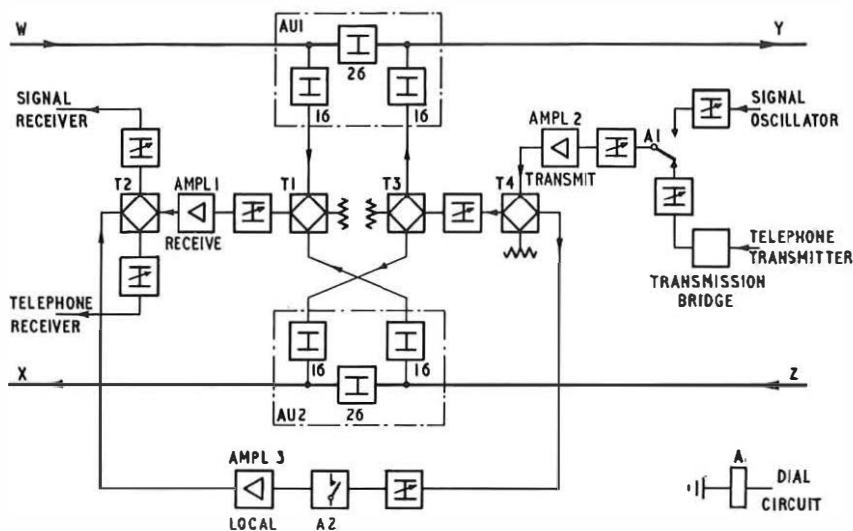 W
AU1
Y
26
16
16
SIGNAL
RECEIVER
AMPL 2
A1
SIGNAL
OSCILLATOR
T2
AMPL 1
T1
T3
T4
TRANSMIT
RECEIVE
TELEPHONE
TRANSMITTER
TRANSMISSION
BRIDGE
TELEPHONE
RECEIVER
16
16
X
Z
26
AU2
AMPL 3
A
DIAL
CIRCUIT
LOCAL
A2